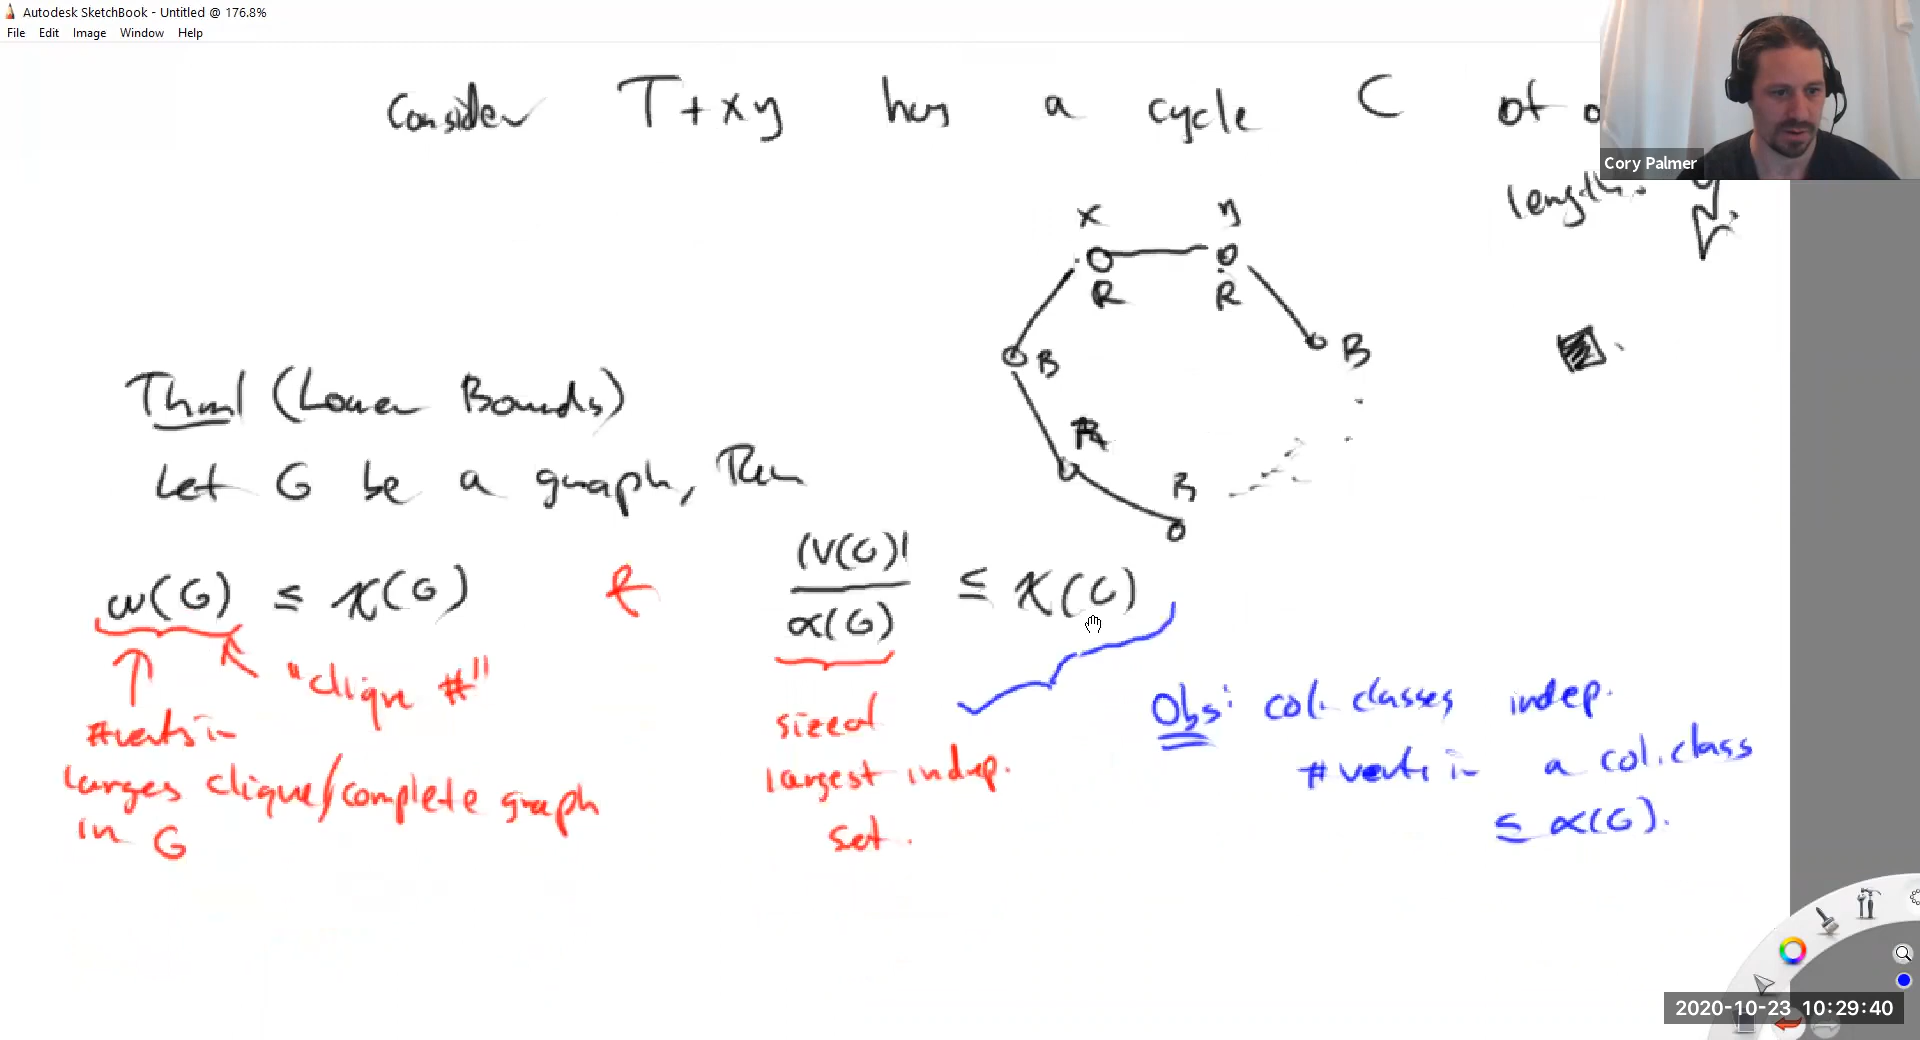 Autodesk SketchBook - Untitled @ 176.8%
File Edit Image Window Help
Consider T+xy has a cycle C of o
length.
Cory Palmer
x y
R R
B B
R
B
Thm (Lower Bounds)
Let G be a graph, Then
ω(G) ≤ χ(G) & |V(G)| / α(G) ≤ χ(G)
"clique #"
#verts in
larges clique/complete graph
in G
size of
largest indep.
set.
Obs: col. classes indep.
#verts in a col. class
≤ α(G).
2020-10-23 10:29:40